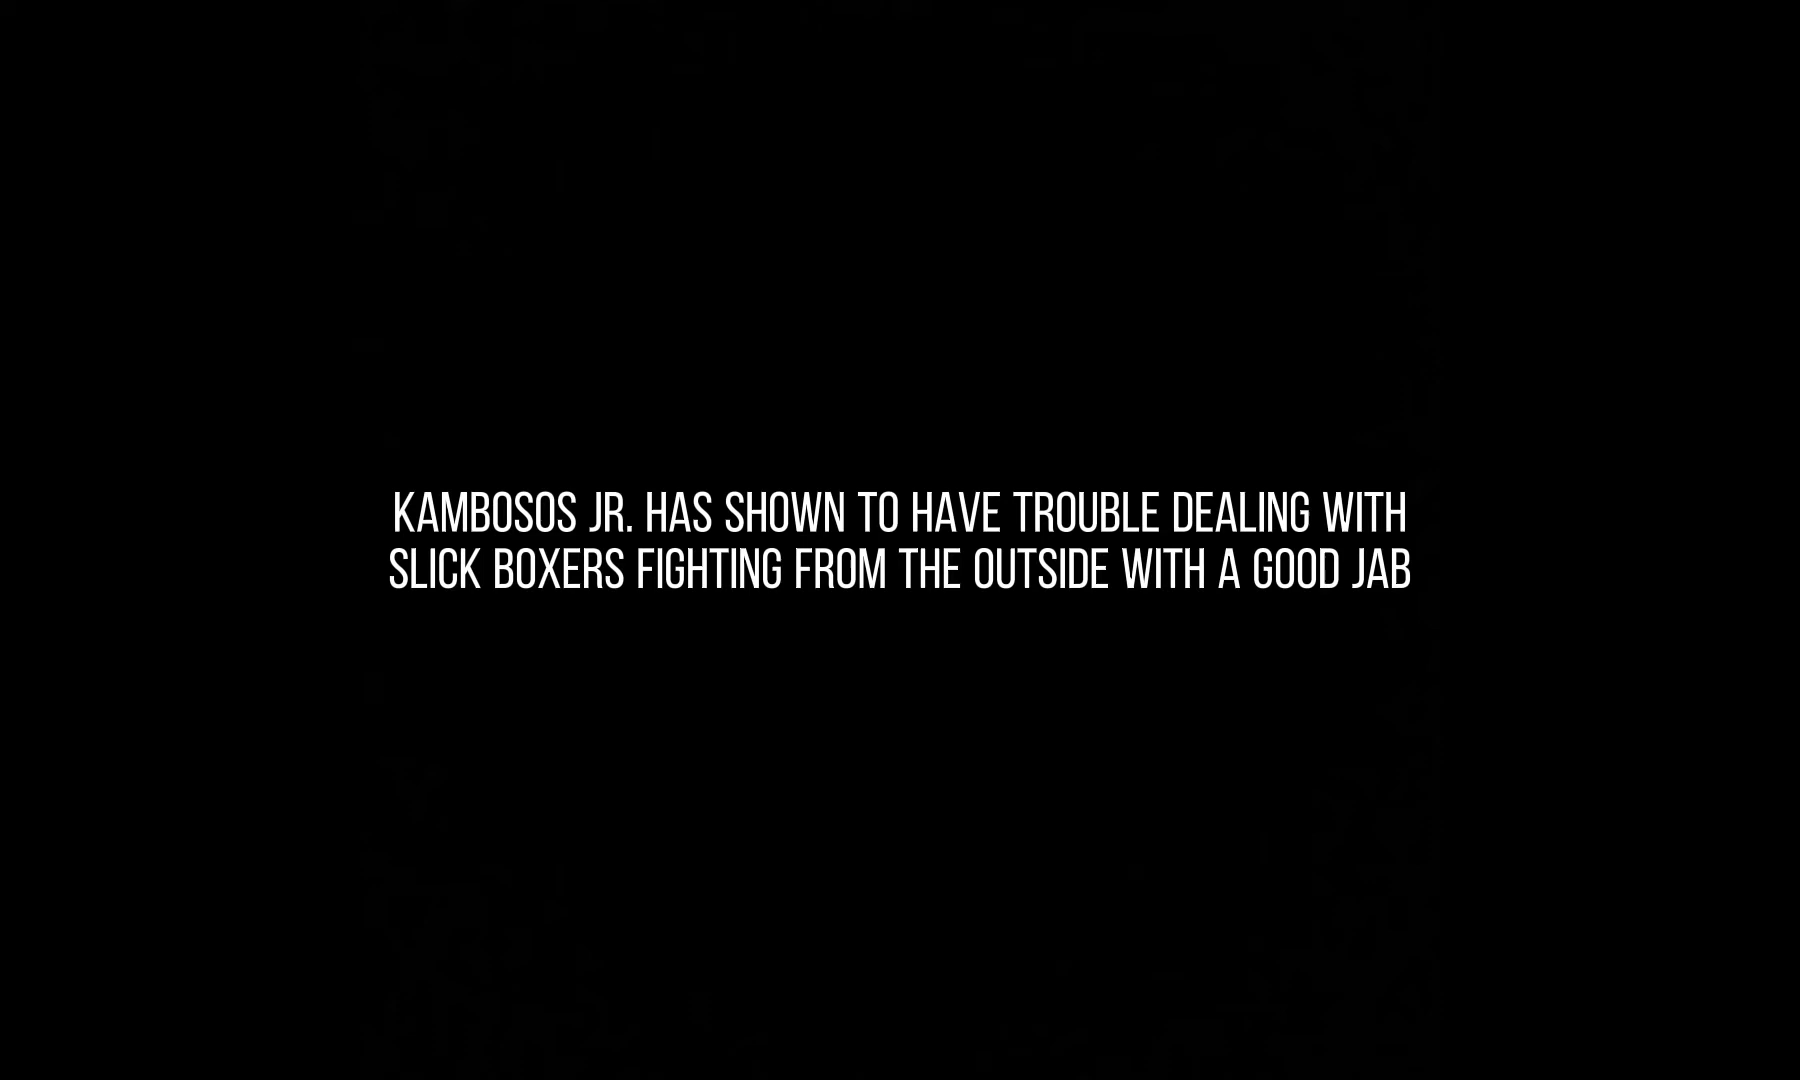 KAMBOSOS JR. HAS SHOWN TO HAVE TROUBLE DEALING WITH
SLICK BOXERS FIGHTING FROM THE OUTSIDE WITH A GOOD JAB